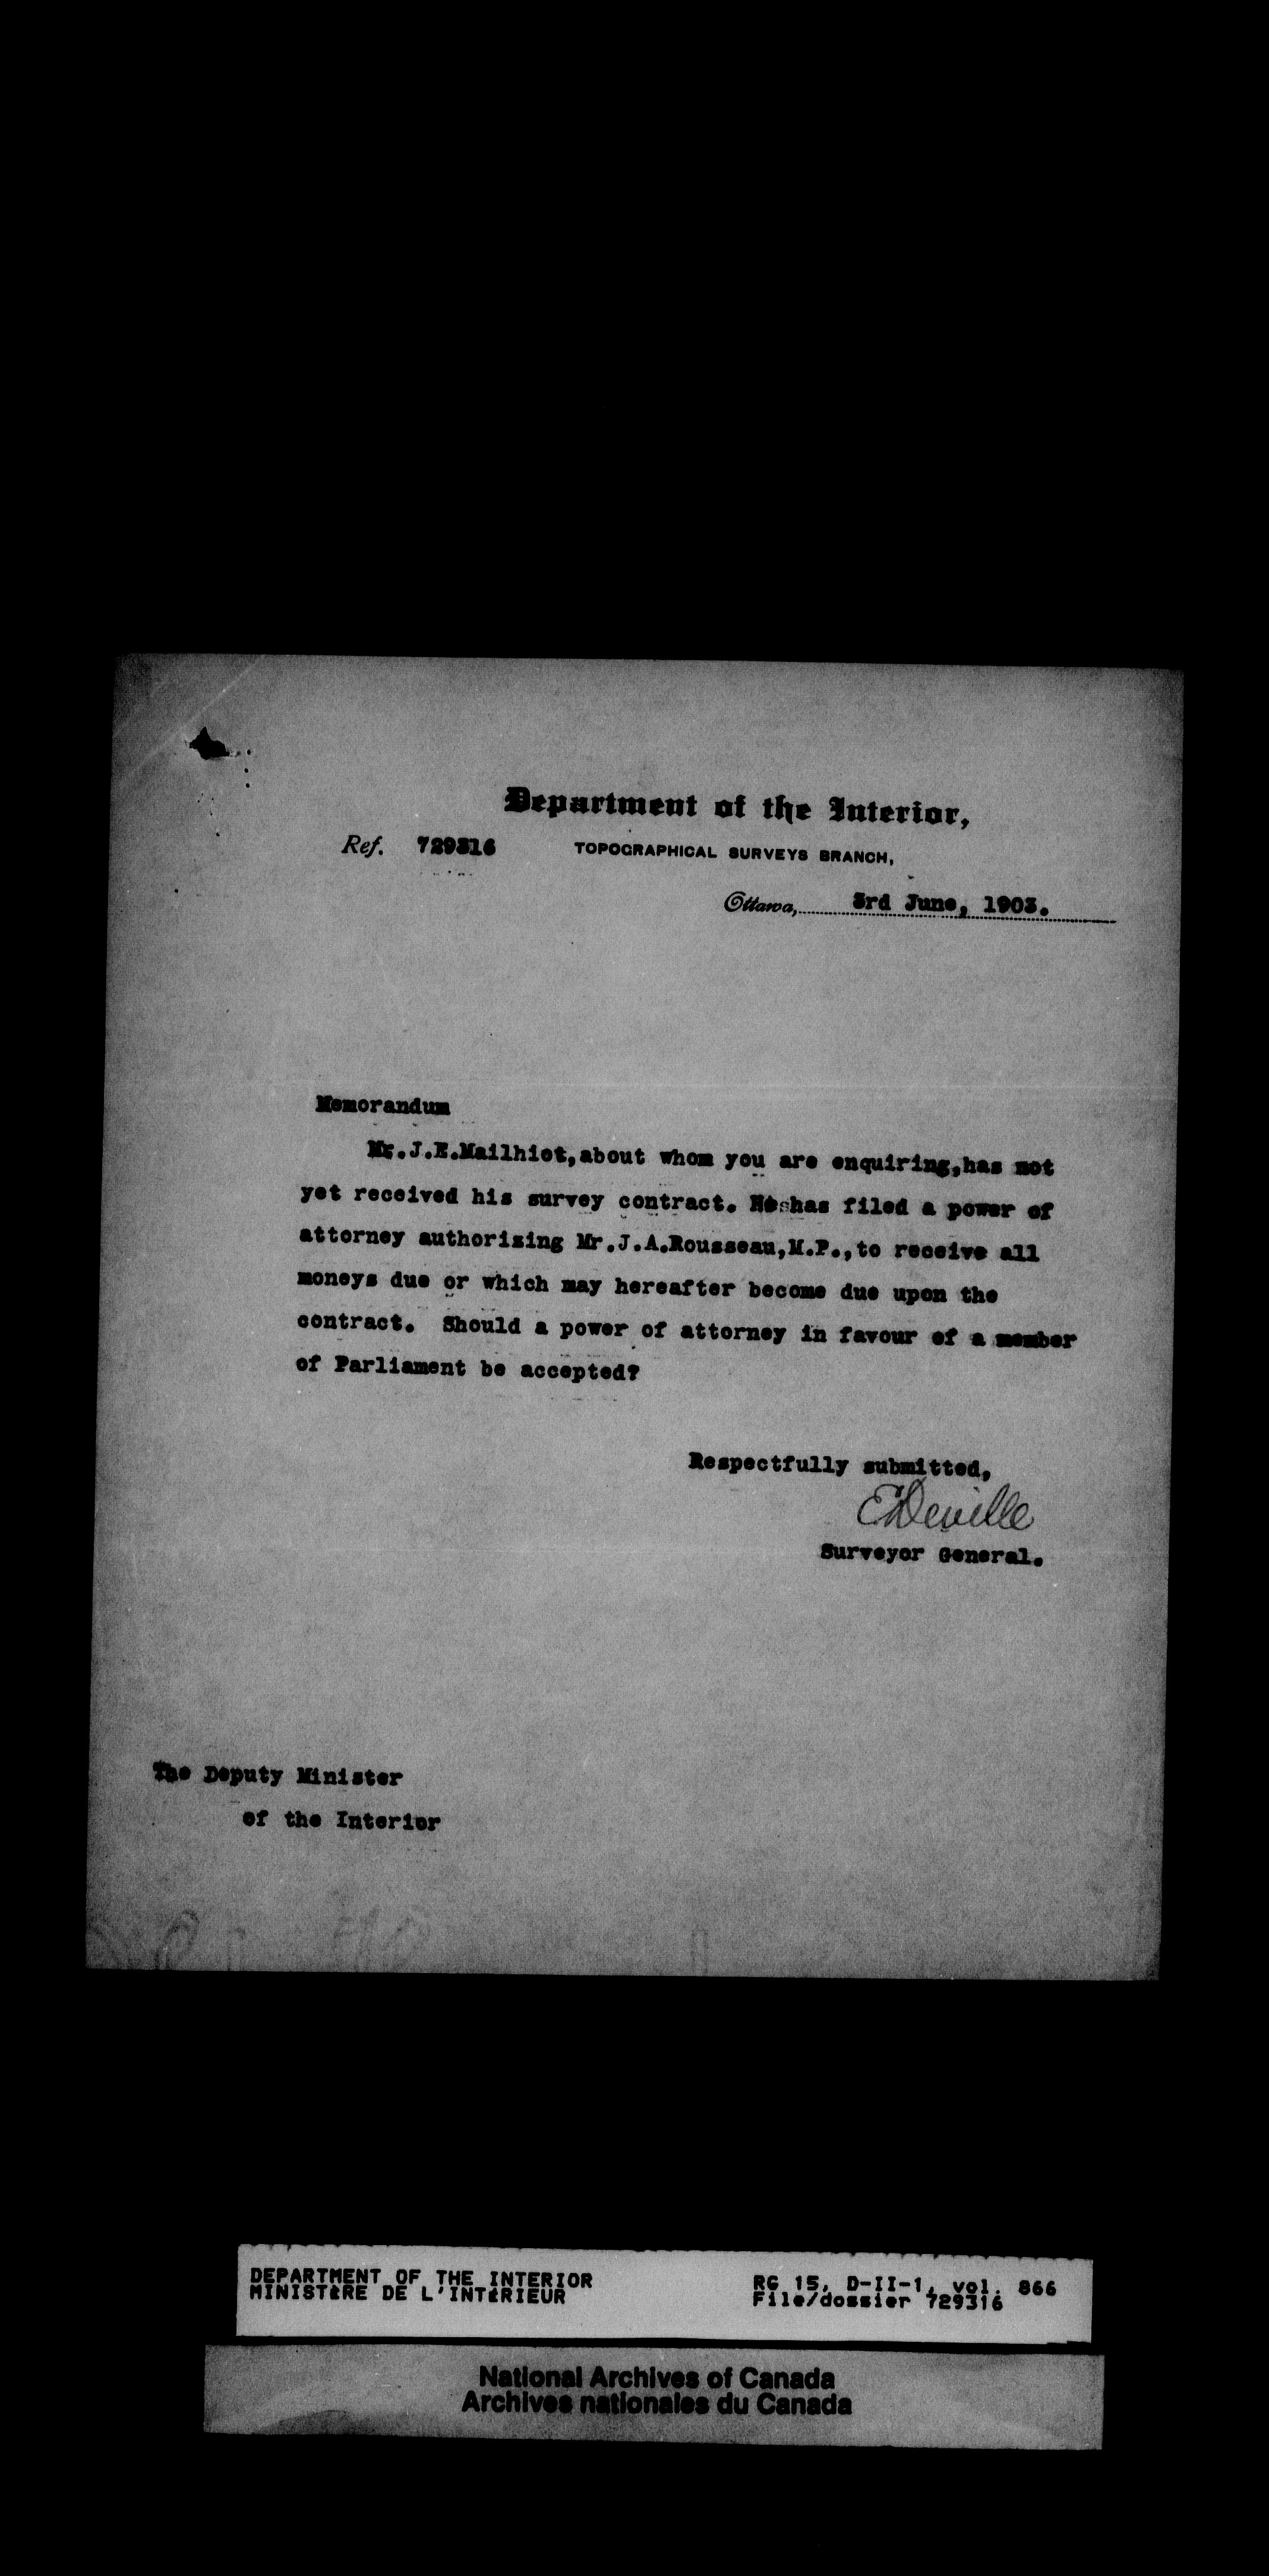 Department of the Interior,
Ref. 729316 TOPOGRAPHICAL SURVEYS BRANCH,
Ottawa, 3rd June, 1903.
Memorandum
Mr.J.E.Mailhiot,about whom you are enquiring,has not
yet received his survey contract. He has filed a power of
attorney authorizing Mr.J.A.Rousseau,M.P.,to receive all
moneys due or which may hereafter become due upon the
contract. Should a power of attorney in favour of a member
of Parliament be accepted?
Respectfully submitted,
E Deville
Surveyor General.
The Deputy Minister
of the Interior
DEPARTMENT OF THE INTERIOR
MINISTÈRE DE L'INTÉRIEUR
RG 15, D-II-1, vol. 866
File/dossier 729316
National Archives of Canada
Archives nationales du Canada